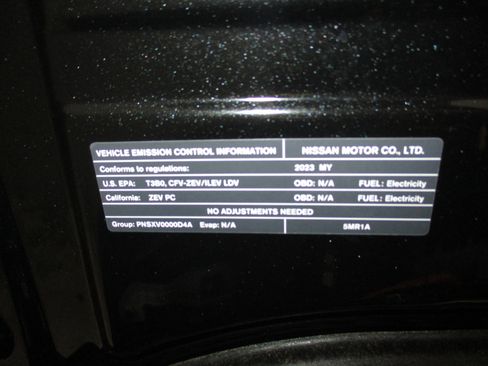 VEHICLE EMISSION CONTROL INFORMATION NISSAN MOTOR CO., LTD.
Conforms to regulations: 2023 MY
U.S. EPA: T3B0, CFV-ZEV/ILEV LDV OBD: N/A FUEL: Electricity
California: ZEV PC OBD: N/A FUEL: Electricity
NO ADJUSTMENTS NEEDED
Group: PNSXV0000D4A Evap: N/A 5MR1A